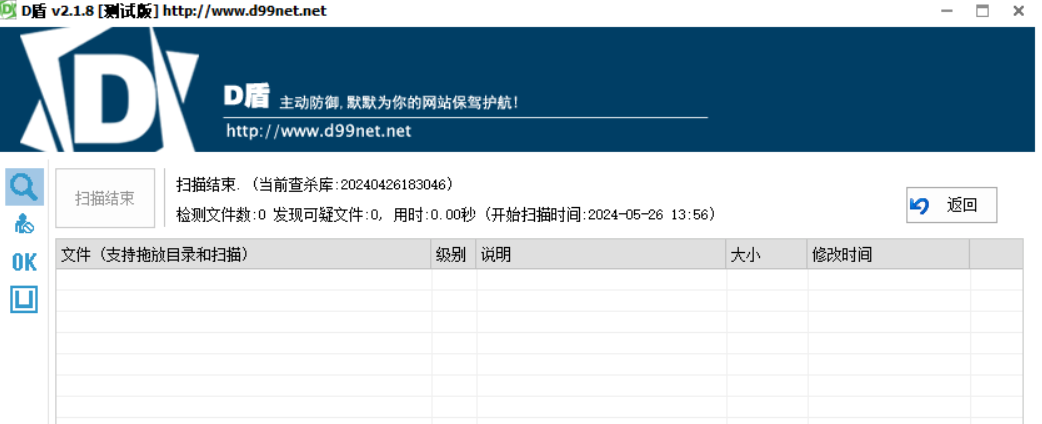 D盾 v2.1.8 [测试版] http://www.d99net.net
D盾 主动防御,默默为你的网站保驾护航!
http://www.d99net.net
扫描结束
扫描结束. (当前查杀库:20240426183046)
检测文件数:0 发现可疑文件:0, 用时:0.00秒 (开始扫描时间:2024-05-26 13:56)
返回
OK
文件 (支持拖放目录和扫描) 级别 说明 大小 修改时间